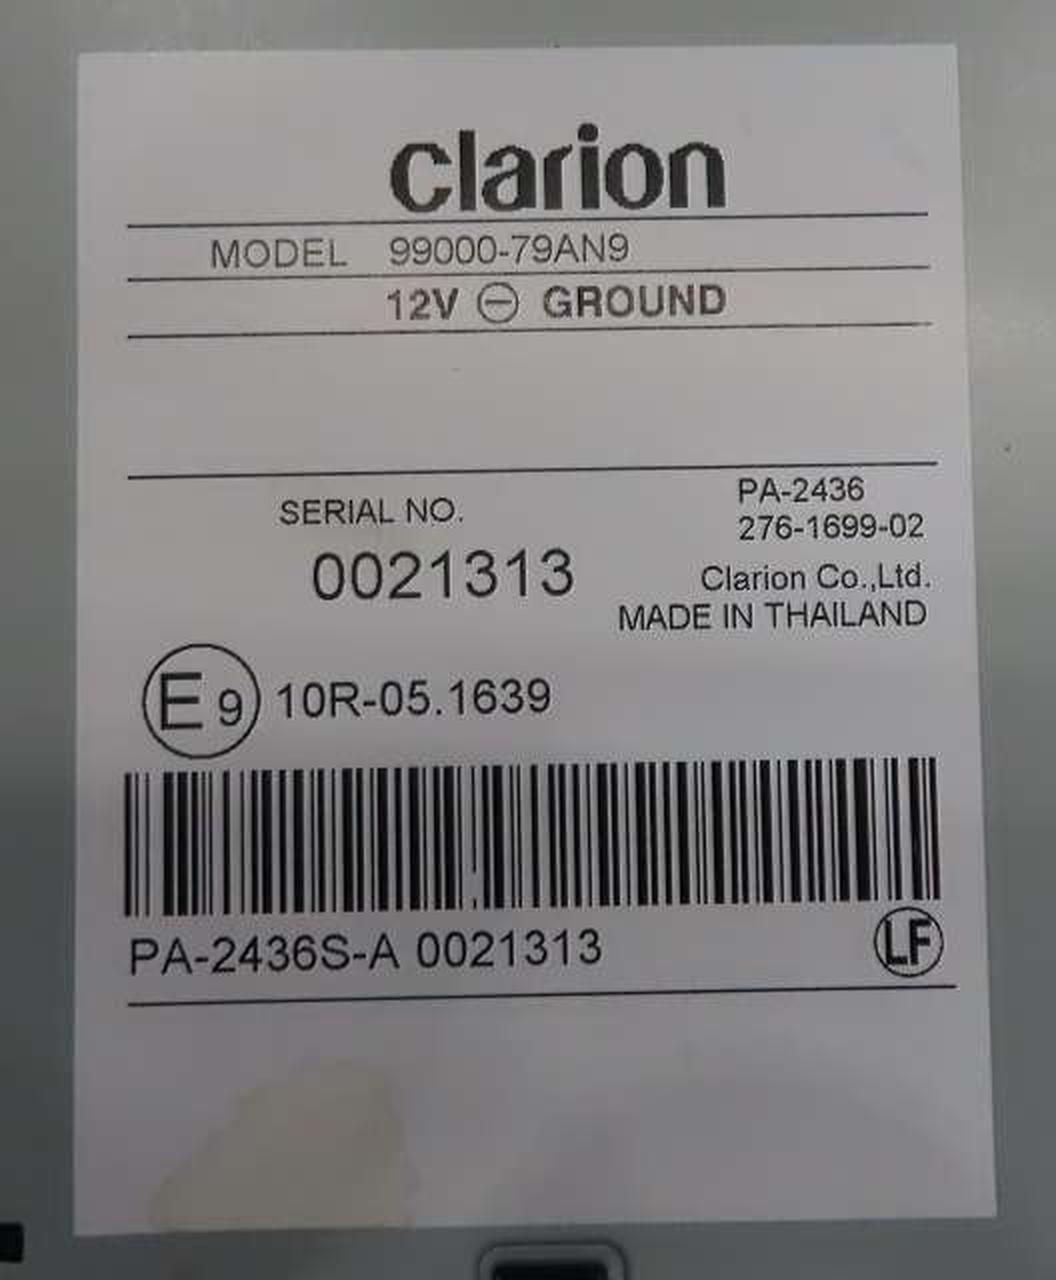 clarion
MODEL 99000-79AN9
12V ⊖ GROUND
PA-2436
SERIAL NO.
276-1699-02
0021313
Clarion Co.,Ltd.
MADE IN THAILAND
E9 10R-05.1639
PA-2436S-A 0021313
LF